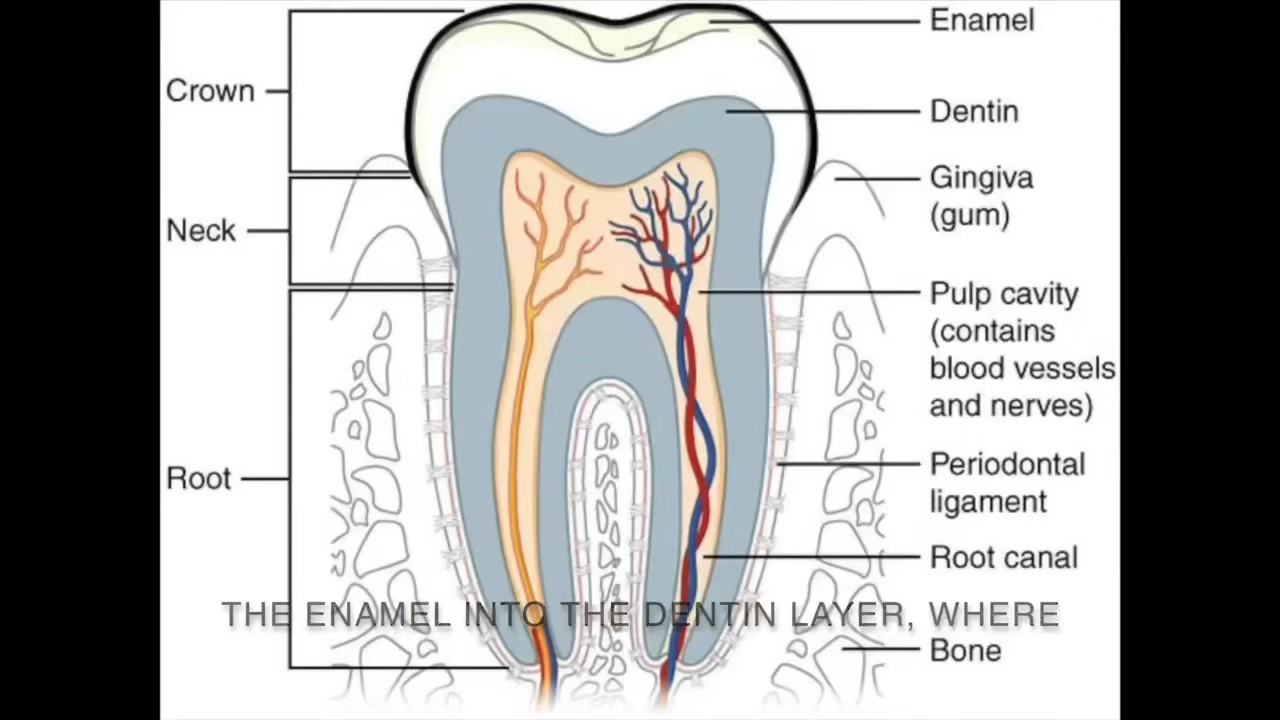 Enamel
Crown
Dentin
Gingiva
(gum)
Neck
Pulp cavity
(contains
blood vessels
and nerves)
Periodontal
ligament
Root
Root canal
THE ENAMEL INTO THE DENTIN LAYER, WHERE
Bone